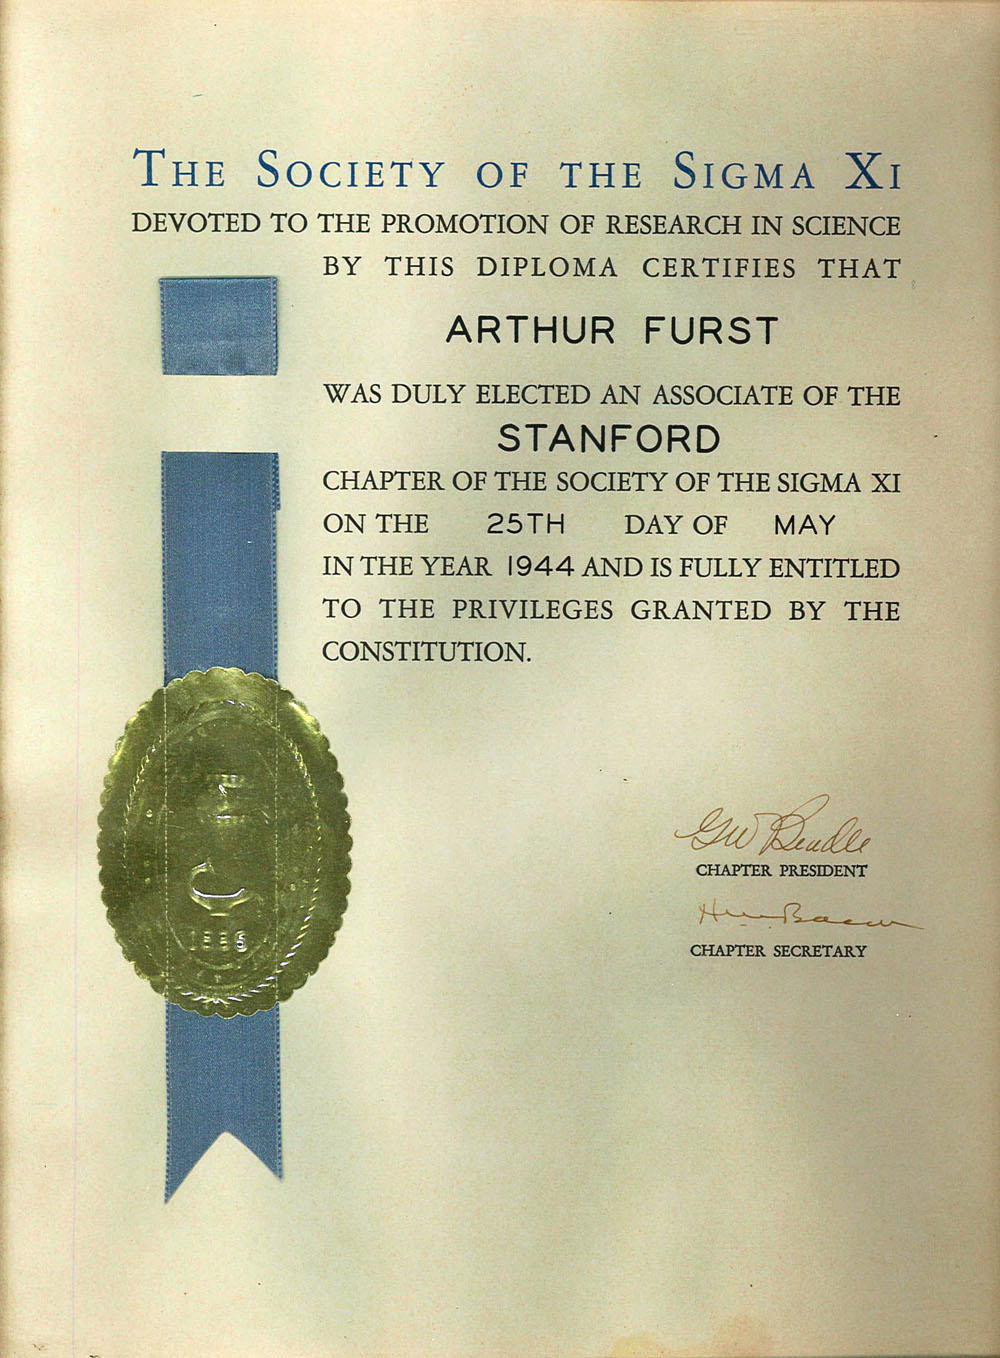 THE SOCIETY OF THE SIGMA XI
DEVOTED TO THE PROMOTION OF RESEARCH IN SCIENCE
BY THIS DIPLOMA CERTIFIES THAT
ARTHUR FURST
WAS DULY ELECTED AN ASSOCIATE OF THE
STANFORD
CHAPTER OF THE SOCIETY OF THE SIGMA XI
ON THE 25TH DAY OF MAY
IN THE YEAR 1944 AND IS FULLY ENTITLED
TO THE PRIVILEGES GRANTED BY THE
CONSTITUTION.
CHAPTER PRESIDENT
CHAPTER SECRETARY
1886